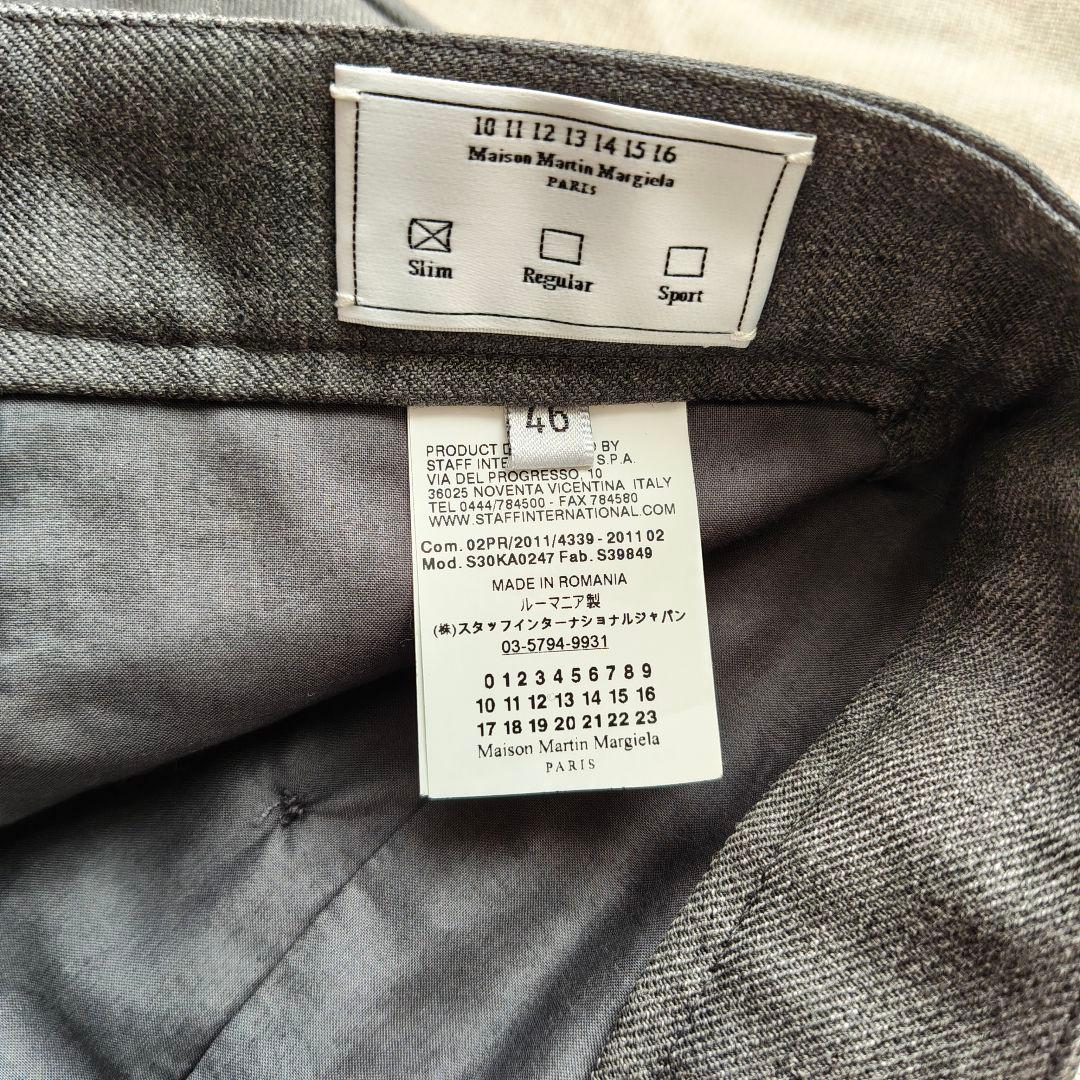 10 11 12 13 14 15 16
Maison Martin Margiela
PARIS
Slim Regular Sport
46
PRODUCT BY
STAFF INTE S.P.A.
VIA DEL PROGRESSO, 10
36025 NOVENTA VICENTINA ITALY
TEL 0444/784500 - FAX 784580
WWW.STAFFINTERNATIONAL.COM
Com. 02PR/2011/4339 - 2011 02
Mod. S30KA0247 Fab. S39849
MADE IN ROMANIA
ルーマニア製
(株)スタッフインターナショナルジャパン
03-5794-9931
0 1 2 3 4 5 6 7 8 9
10 11 12 13 14 15 16
17 18 19 20 21 22 23
Maison Martin Margiela
PARIS